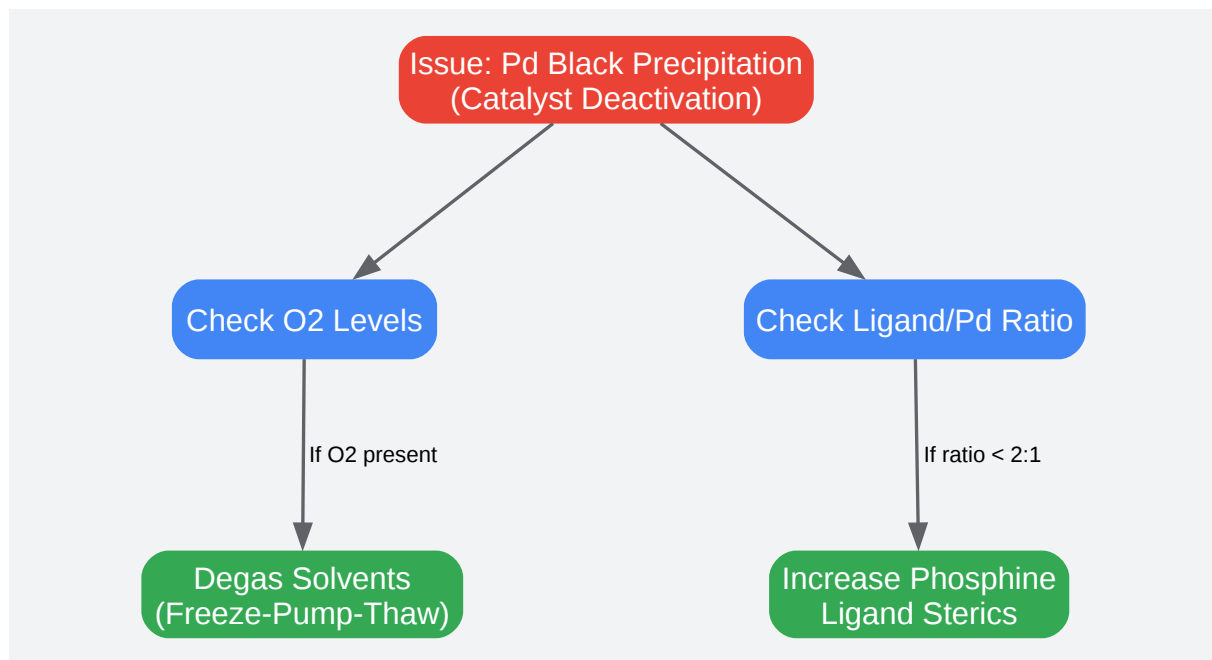 Issue: Pd Black Precipitation
(Catalyst Deactivation)
Check O2 Levels
Check Ligand/Pd Ratio
If O2 present
If ratio < 2:1
Degas Solvents
(Freeze-Pump-Thaw)
Increase Phosphine
Ligand Sterics